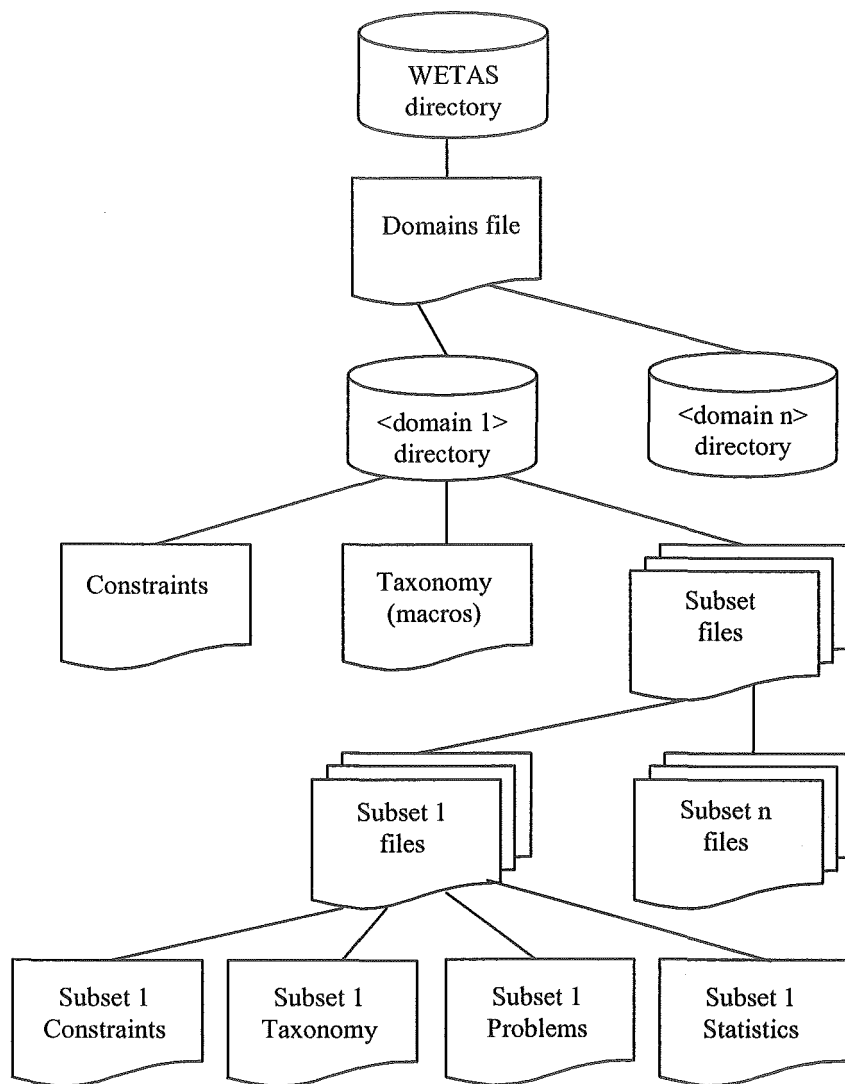 WETAS
directory
Domains file
<domain 1>
directory
<domain n>
directory
Constraints
Taxonomy
(macros)
Subset
files
Subset 1
files
Subset n
files
Subset 1
Constraints
Subset 1
Taxonomy
Subset 1
Problems
Subset 1
Statistics